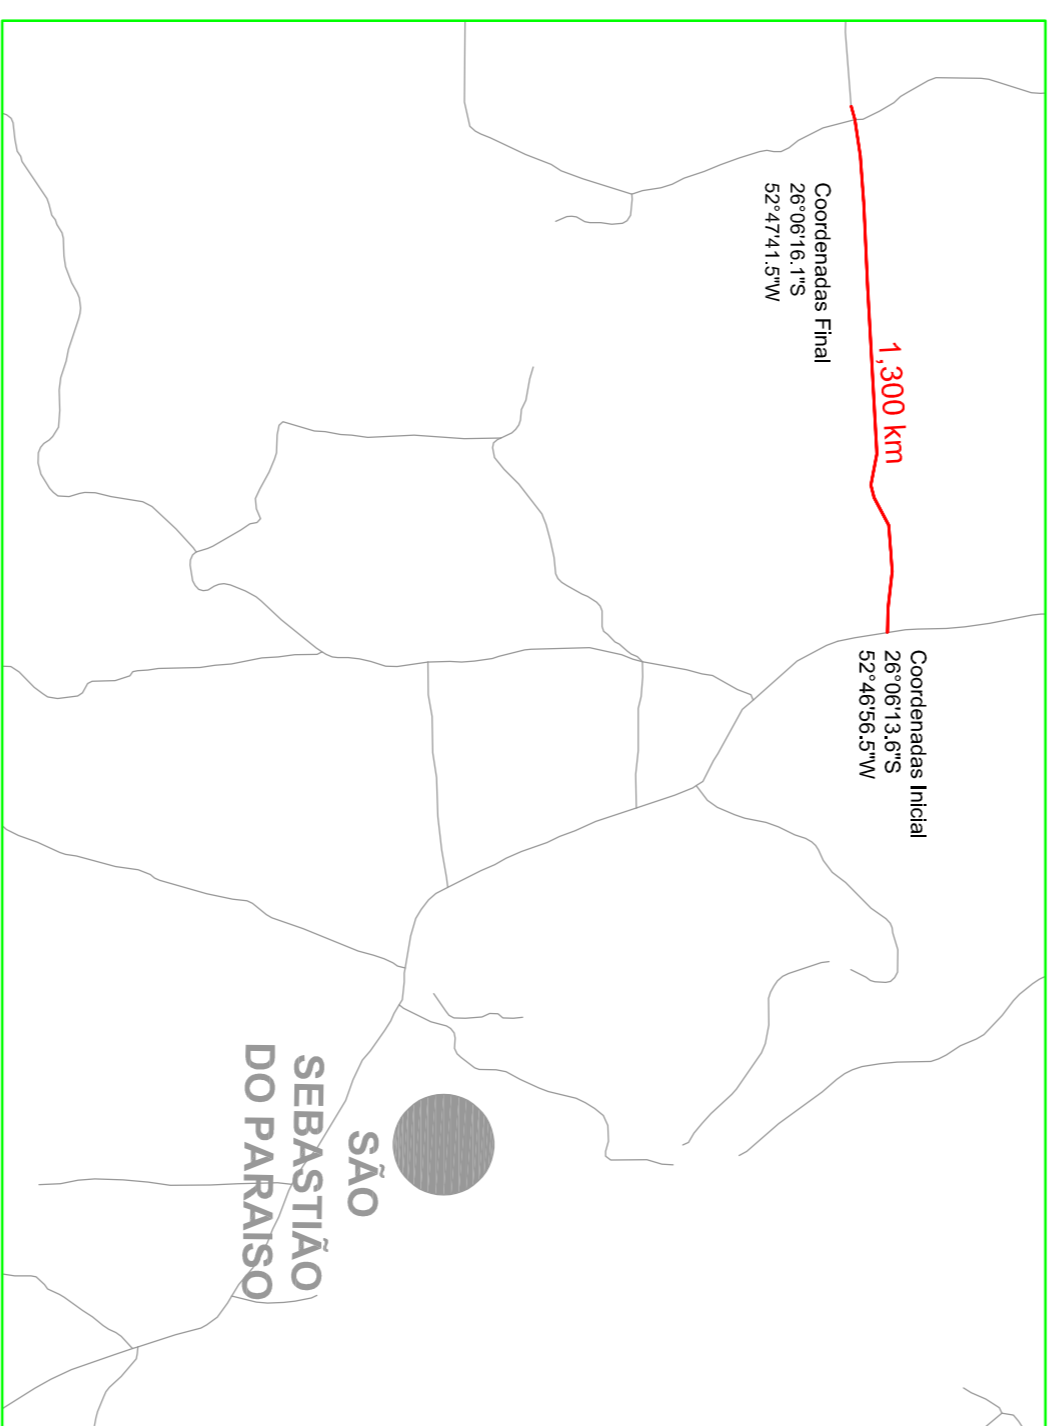 Coordenadas Final
26°06'16.1"S
52°47'41.5"W
1,300 km
Coordenadas Inicial
26°06'13.6"S
52°46'56.5"W
SÃO
SEBASTIÃO
DO PARAISO